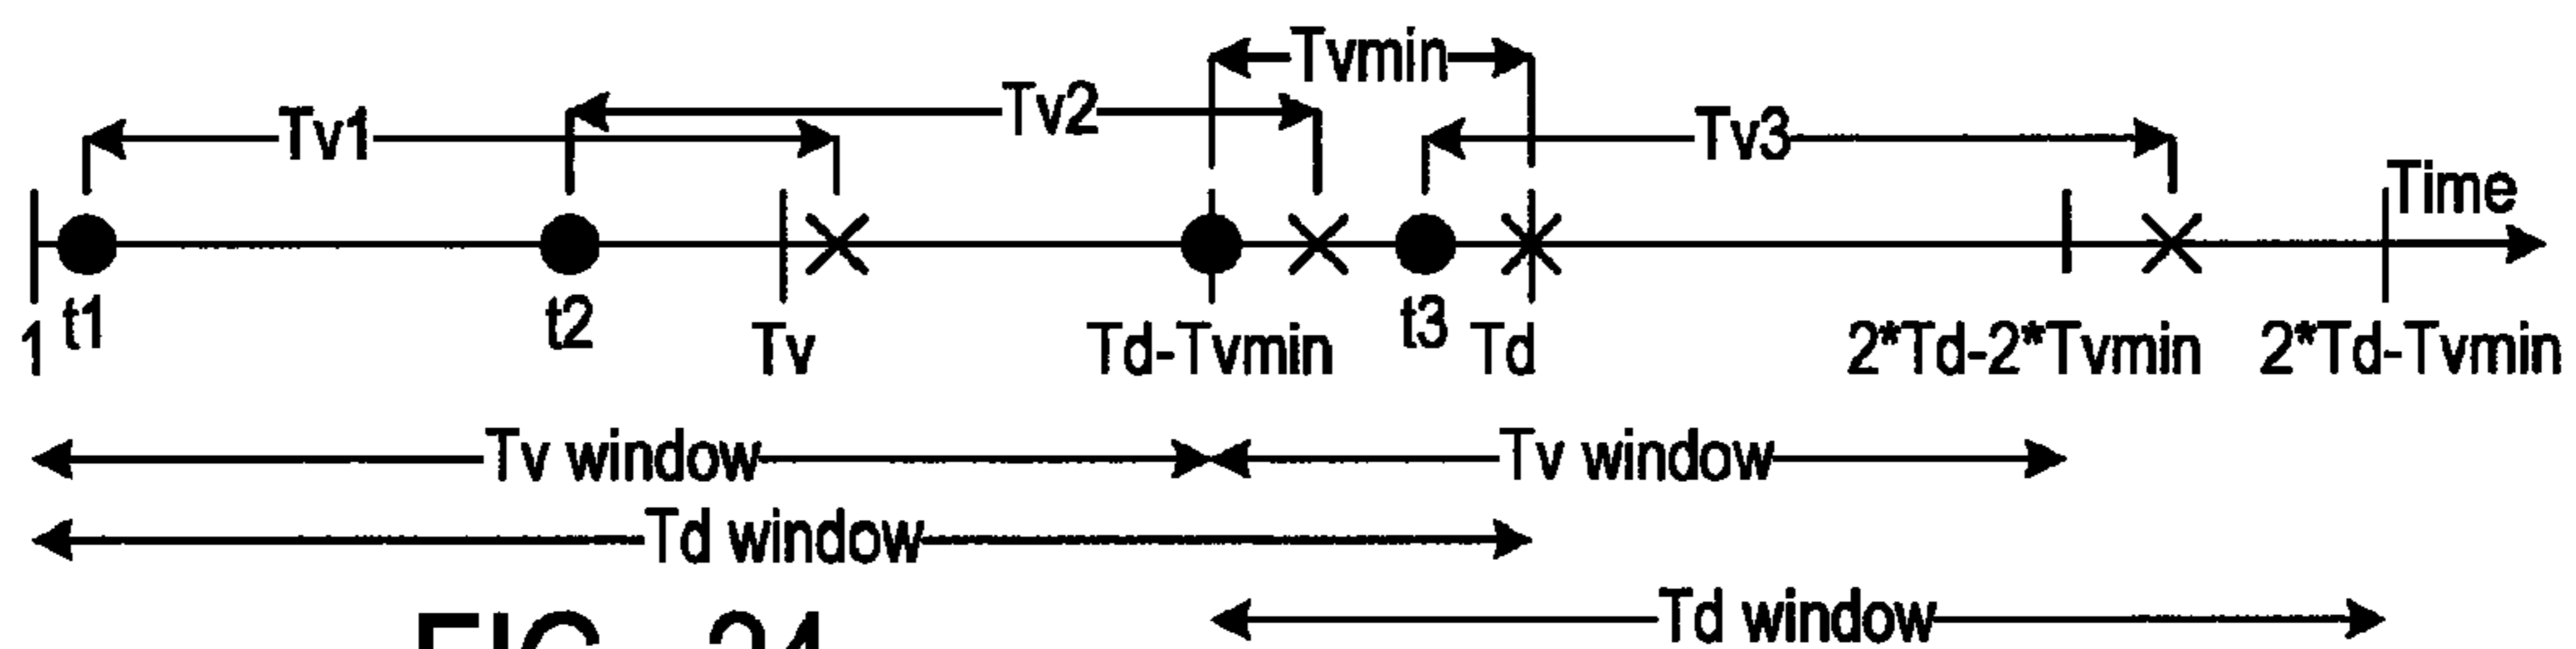 Tvmin
Tv1 Tv2 Tv3
Time
1 t1 t2 Tv Td-Tvmin t3 Td 2*Td-2*Tvmin 2*Td-Tvmin
Tv window Tv window
Td window
Td window